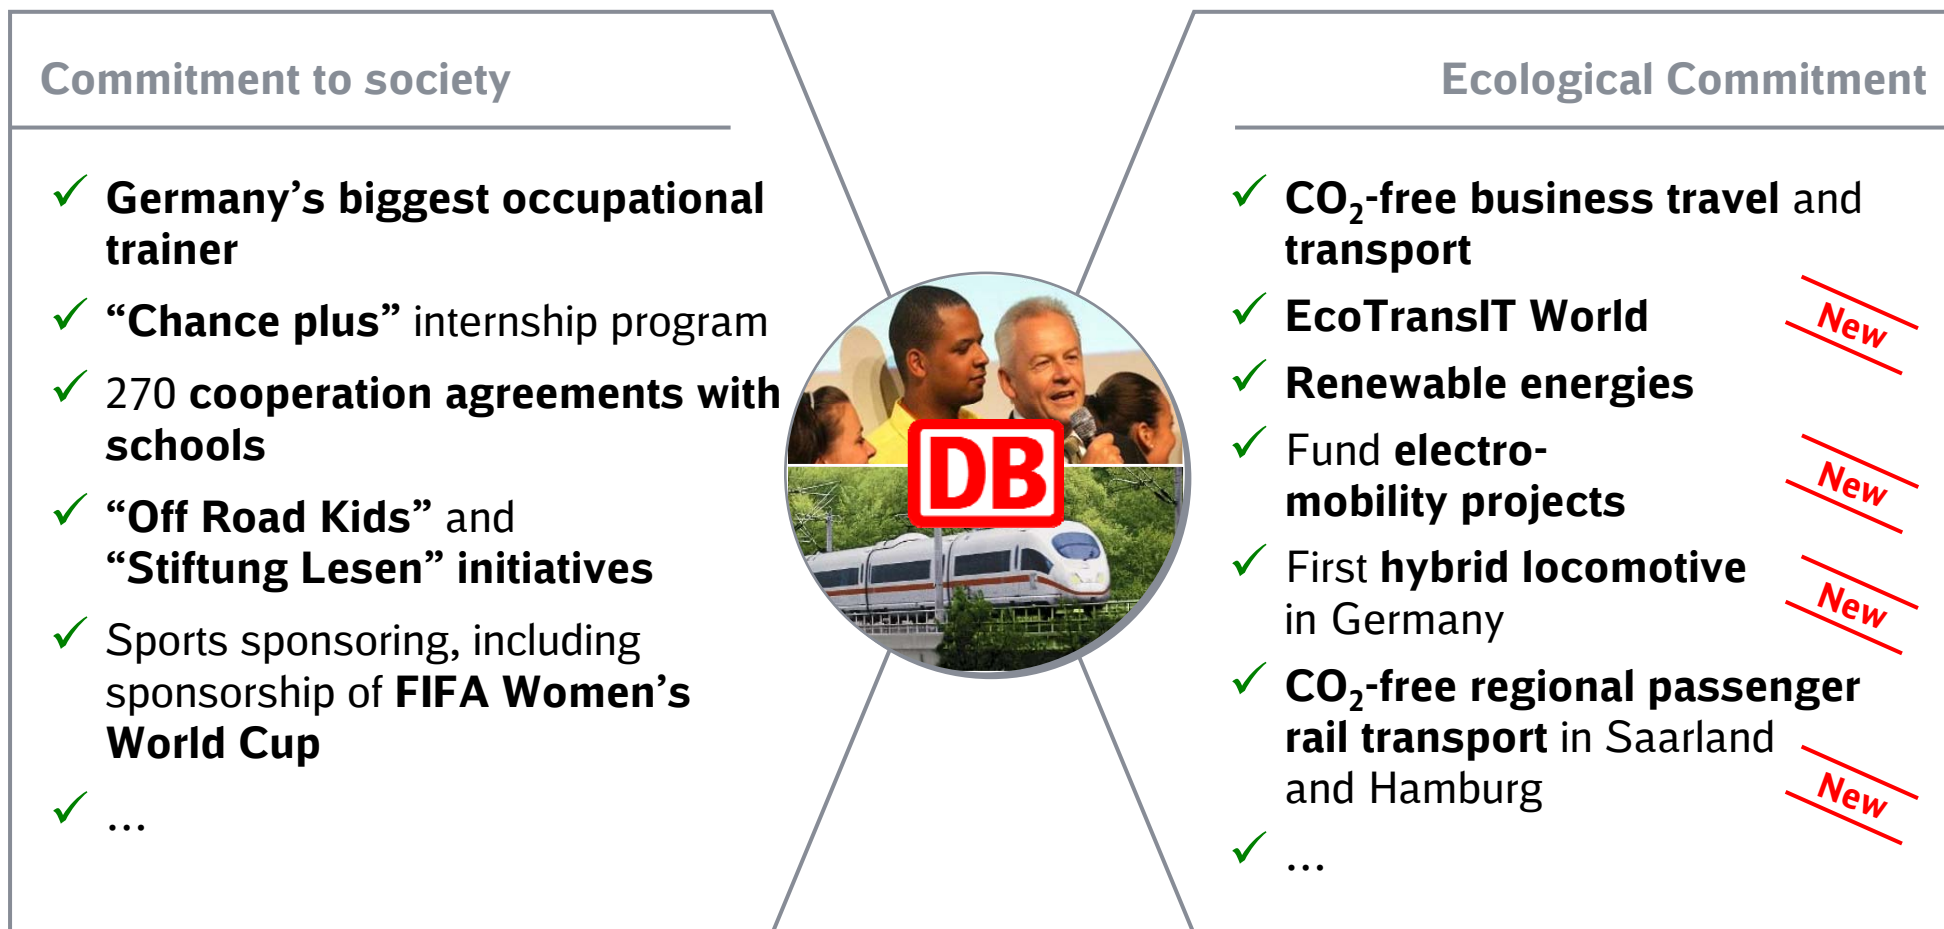 Commitment to society
Germany’s biggest occupational
trainer
“Chance plus” internship program
270 cooperation agreements with
schools
“Off Road Kids” and
“Stiftung Lesen” initiatives
Sports sponsoring, including
sponsorship of FIFA Women’s
World Cup
...
DB
Ecological Commitment
CO₂-free business travel and
transport
EcoTransIT World
New
Renewable energies
Fund electro-
mobility projects
New
First hybrid locomotive
in Germany
New
CO₂-free regional passenger
rail transport in Saarland
and Hamburg
New
...